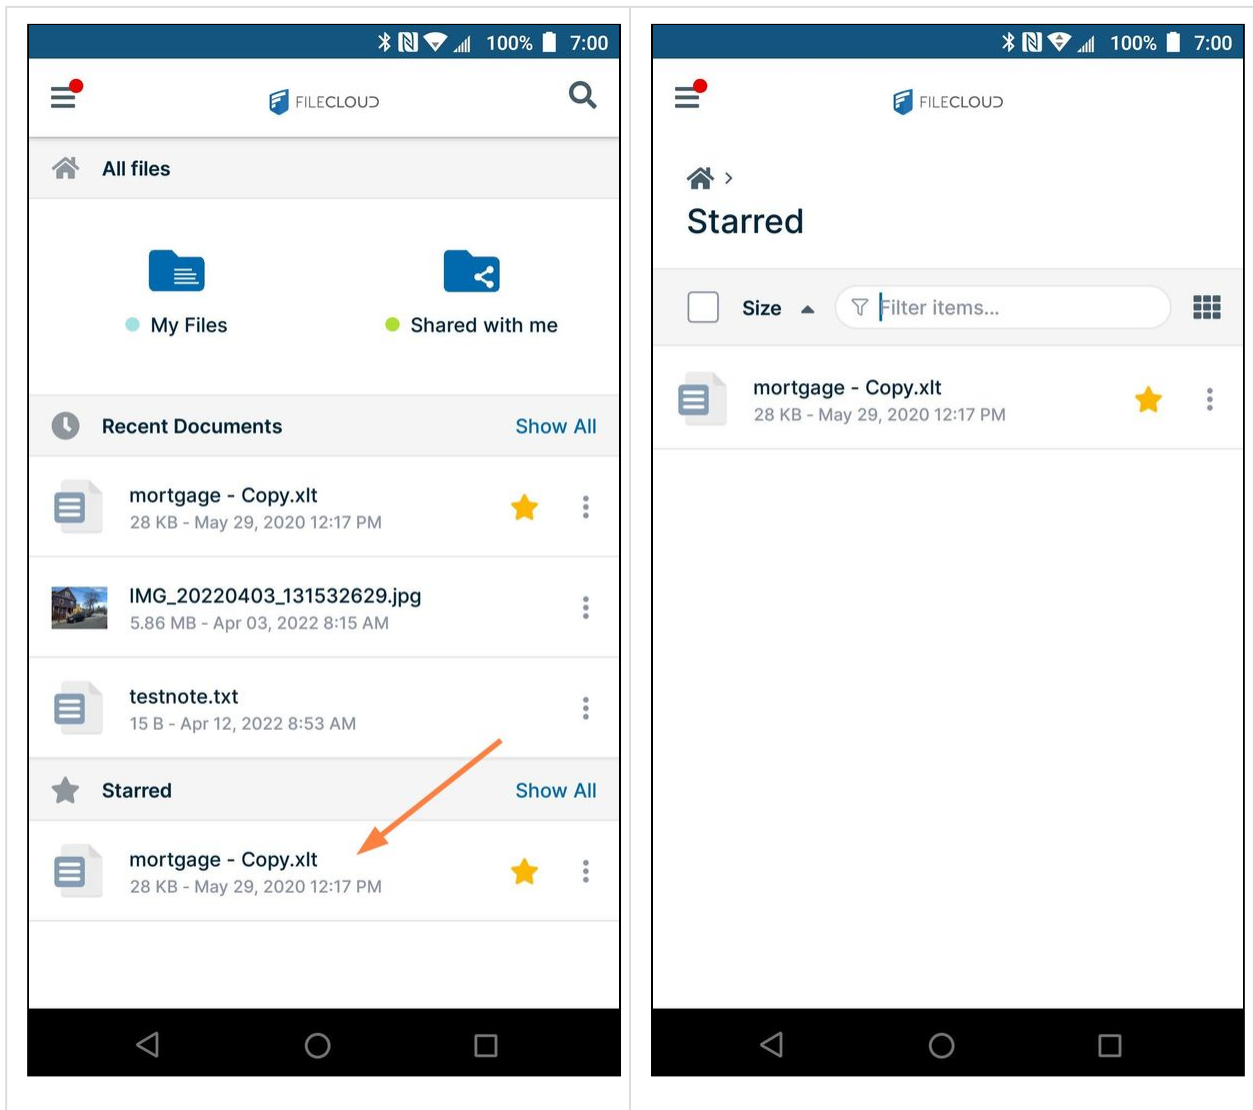 100% 7:00
FILECLOUD
All files
My Files
Shared with me
Recent Documents Show All
mortgage - Copy.xlt
28 KB - May 29, 2020 12:17 PM
IMG_20220403_131532629.jpg
5.86 MB - Apr 03, 2022 8:15 AM
testnote.txt
15 B - Apr 12, 2022 8:53 AM
Starred Show All
mortgage - Copy.xlt
28 KB - May 29, 2020 12:17 PM
100% 7:00
FILECLOUD
Starred
Size Filter items...
mortgage - Copy.xlt
28 KB - May 29, 2020 12:17 PM